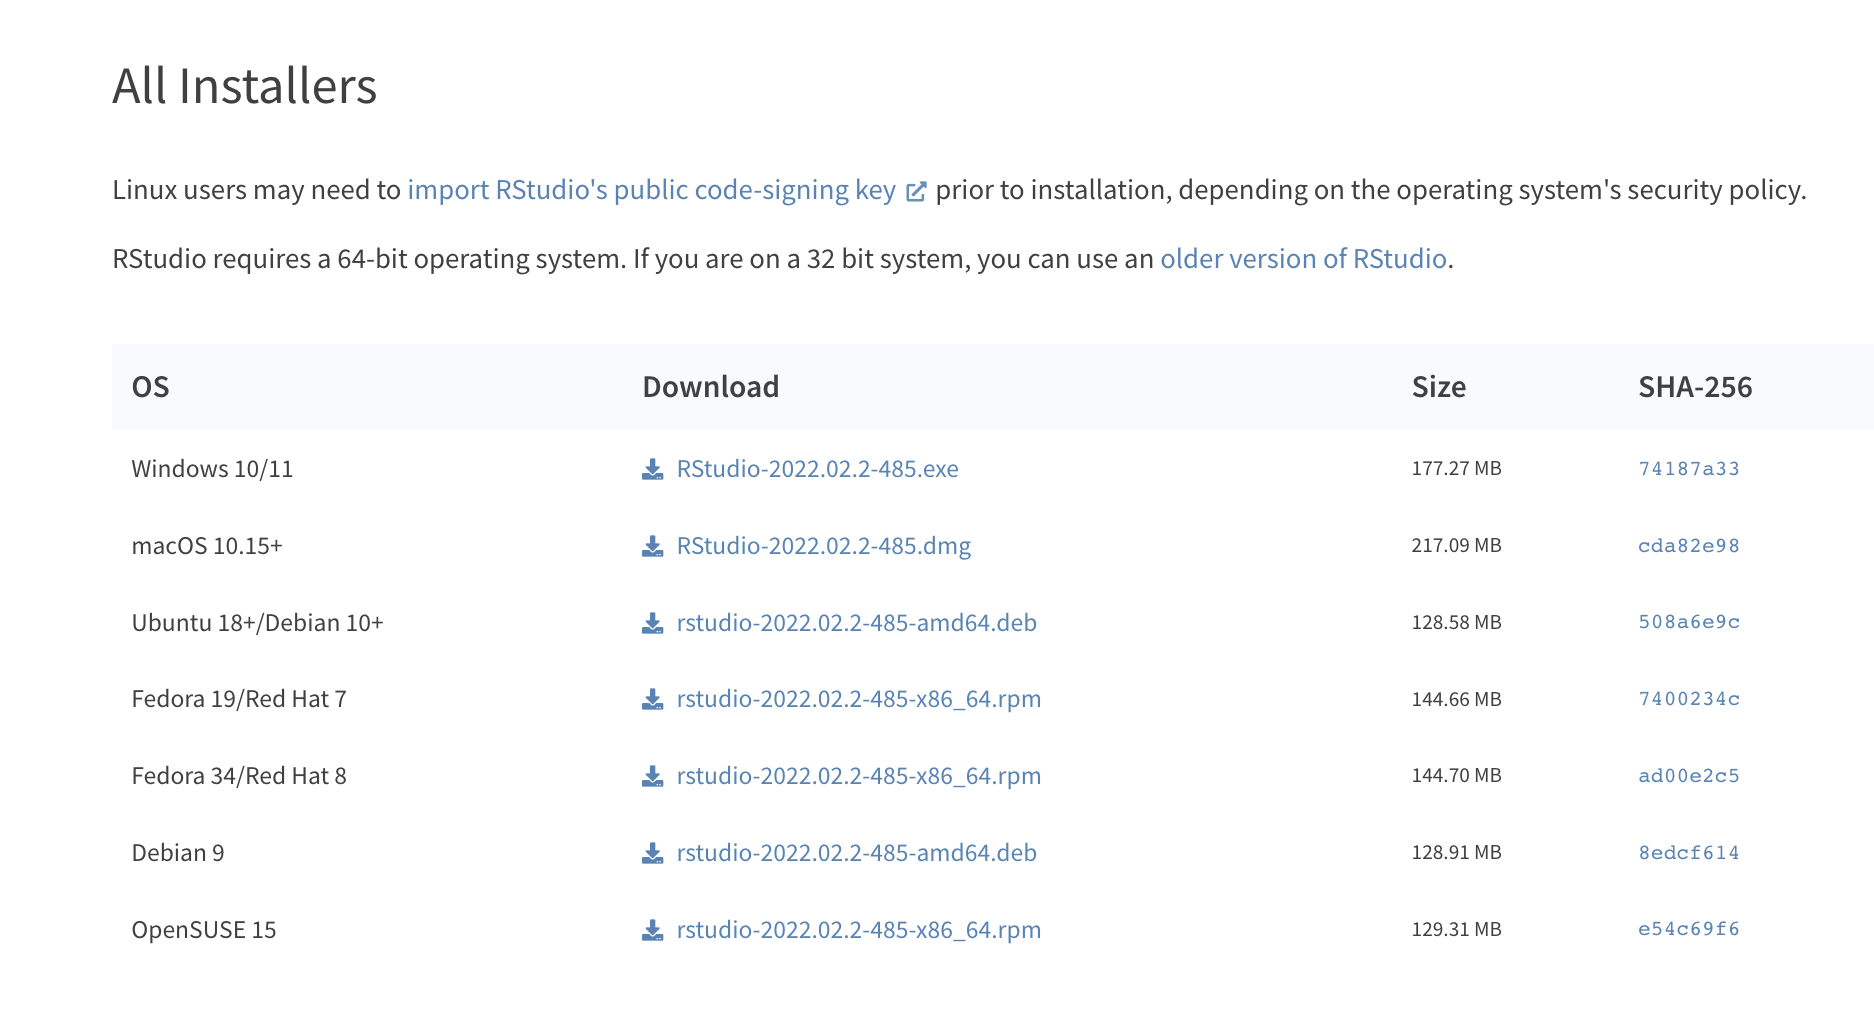 All Installers
Linux users may need to import RStudio's public code-signing key prior to installation, depending on the operating system's security policy.
RStudio requires a 64-bit operating system. If you are on a 32 bit system, you can use an older version of RStudio.
OS Download Size SHA-256
Windows 10/11 RStudio-2022.02.2-485.exe 177.27 MB 74187a33
macOS 10.15+ RStudio-2022.02.2-485.dmg 217.09 MB cda82e98
Ubuntu 18+/Debian 10+ rstudio-2022.02.2-485-amd64.deb 128.58 MB 508a6e9c
Fedora 19/Red Hat 7 rstudio-2022.02.2-485-x86_64.rpm 144.66 MB 7400234c
Fedora 34/Red Hat 8 rstudio-2022.02.2-485-x86_64.rpm 144.70 MB ad00e2c5
Debian 9 rstudio-2022.02.2-485-amd64.deb 128.91 MB 8edcf614
OpenSUSE 15 rstudio-2022.02.2-485-x86_64.rpm 129.31 MB e54c69f6